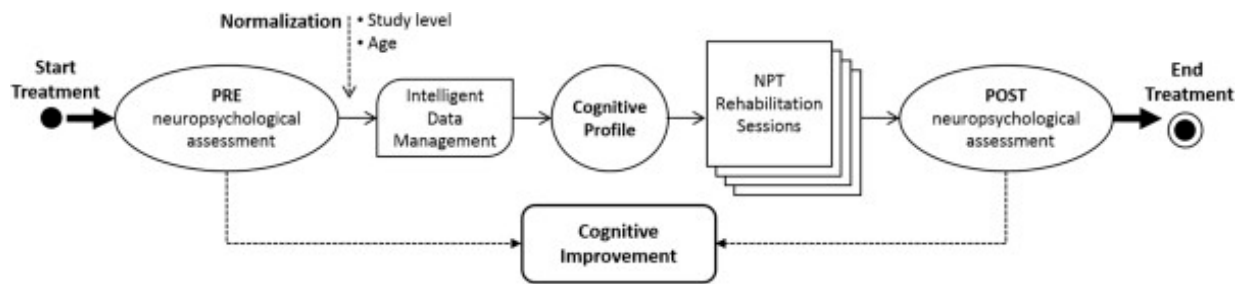 Normalization
• Study level
• Age
Start
Treatment
PRE
neuropsychological
assessment
Intelligent
Data
Management
Cognitive
Profile
NPT
Rehabilitation
Sessions
POST
neuropsychological
assessment
End
Treatment
Cognitive
Improvement